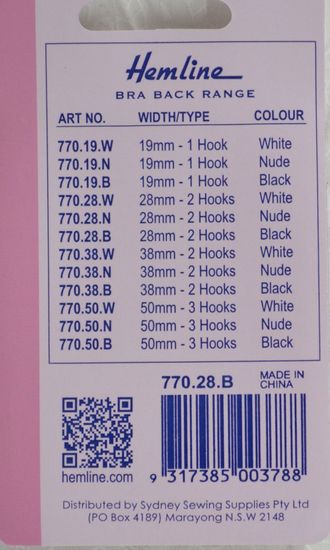 Hemline
BRA BACK RANGE
ART NO. WIDTH/TYPE COLOUR
770.19.W 19mm - 1 Hook White
770.19.N 19mm - 1 Hook Nude
770.19.B 19mm - 1 Hook Black
770.28.W 28mm - 2 Hooks White
770.28.N 28mm - 2 Hooks Nude
770.28.B 28mm - 2 Hooks Black
770.38.W 38mm - 2 Hooks White
770.38.N 38mm - 2 Hooks Nude
770.38.B 38mm - 2 Hooks Black
770.50.W 50mm - 3 Hooks White
770.50.N 50mm - 3 Hooks Nude
770.50.B 50mm - 3 Hooks Black
770.28.B MADE IN
CHINA
hemline.com 9 317385 003788
Distributed by Sydney Sewing Supplies Pty Ltd
(PO Box 4189) Marayong N.S.W 2148